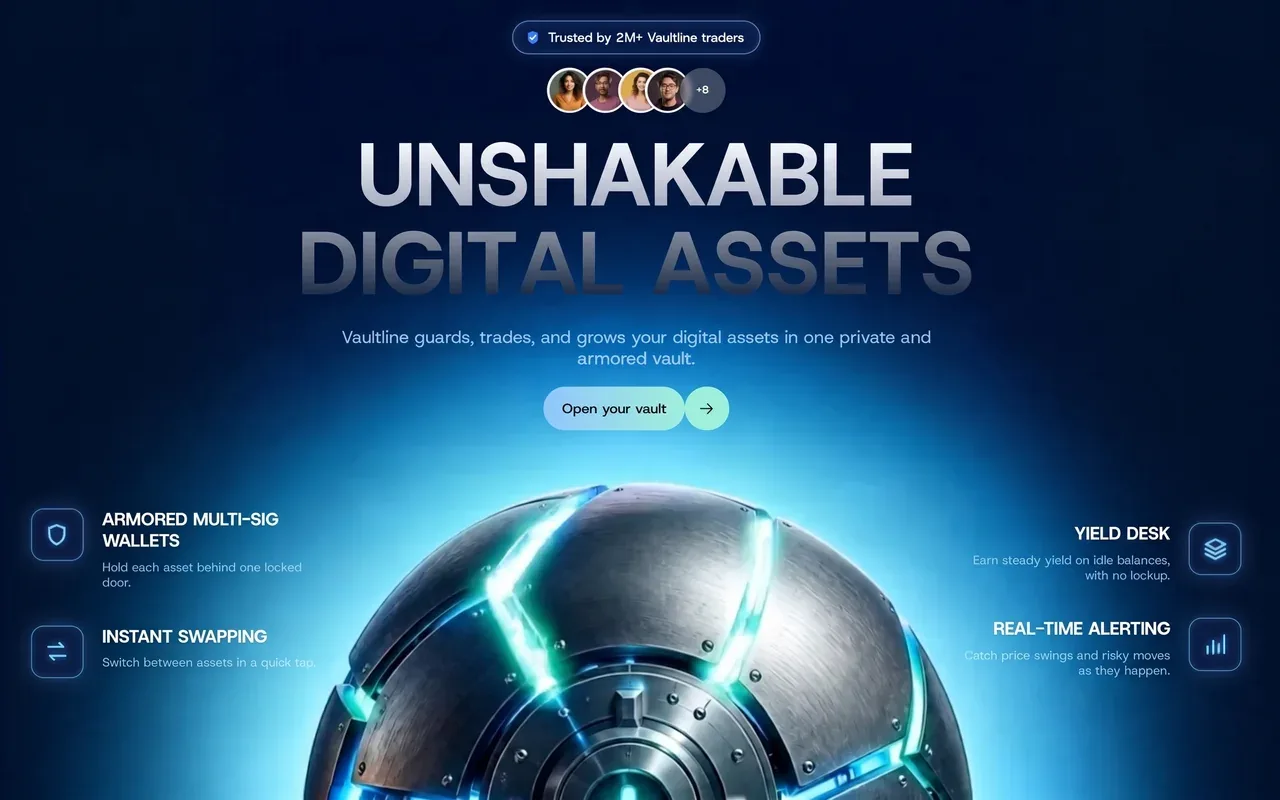 Trusted by 2M+ Vaultline traders
+8
UNSHAKABLE
DIGITAL ASSETS
Vaultline guards, trades, and grows your digital assets in one private and
armored vault.
Open your vault
ARMORED MULTI-SIG
WALLETS
Hold each asset behind one locked
door.
INSTANT SWAPPING
Switch between assets in a quick tap.
YIELD DESK
Earn steady yield on idle balances,
with no lockup.
REAL-TIME ALERTING
Catch price swings and risky moves
as they happen.